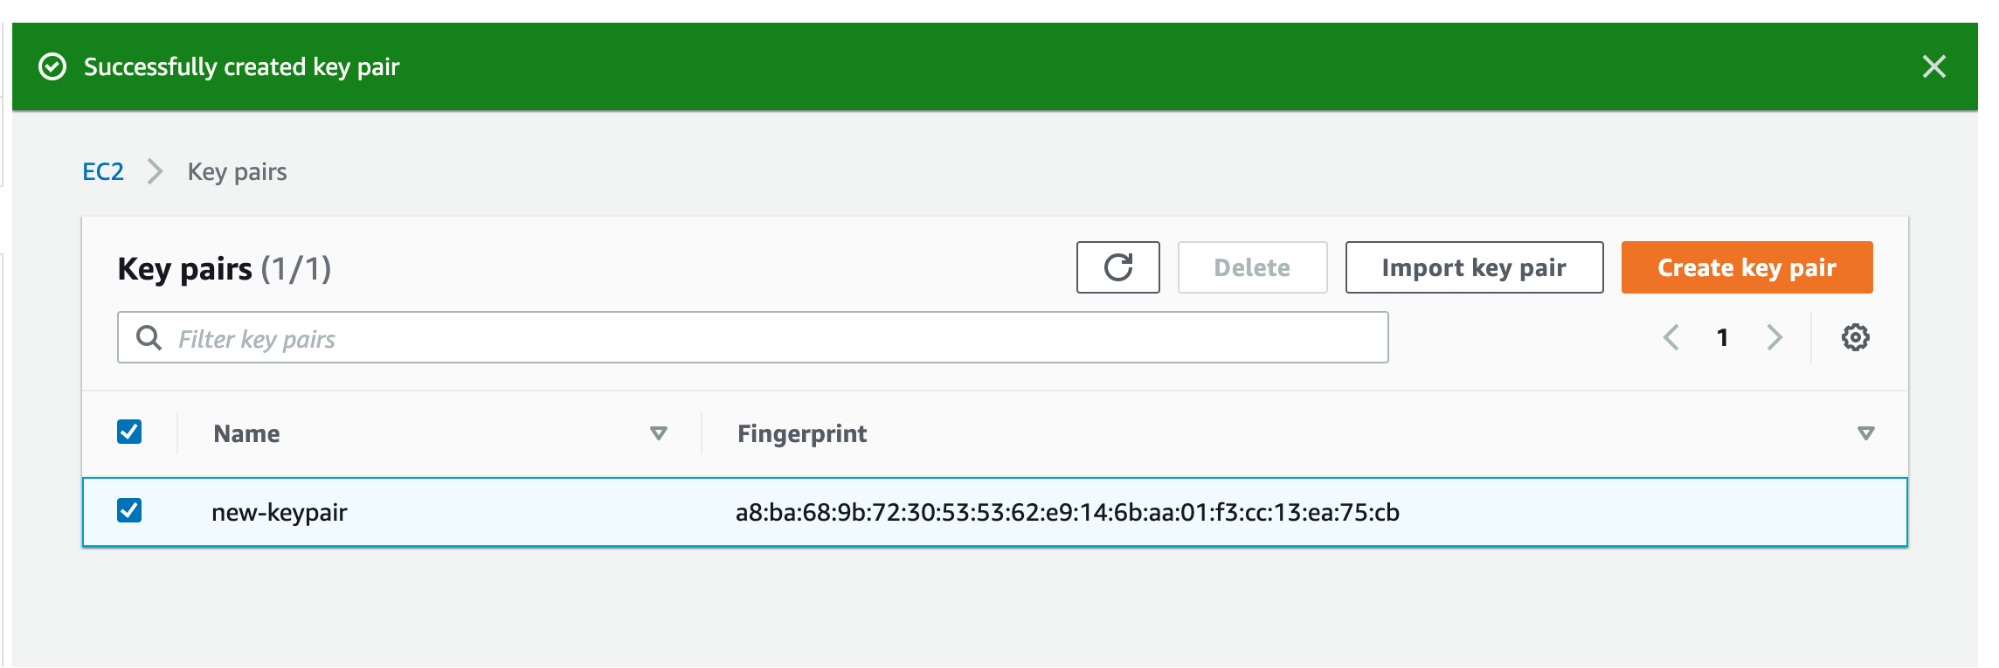 Successfully created key pair
EC2 Key pairs
Key pairs (1/1) Delete Import key pair Create key pair
Filter key pairs 1
Name Fingerprint
new-keypair a8:ba:68:9b:72:30:53:53:62:e9:14:6b:aa:01:f3:cc:13:ea:75:cb